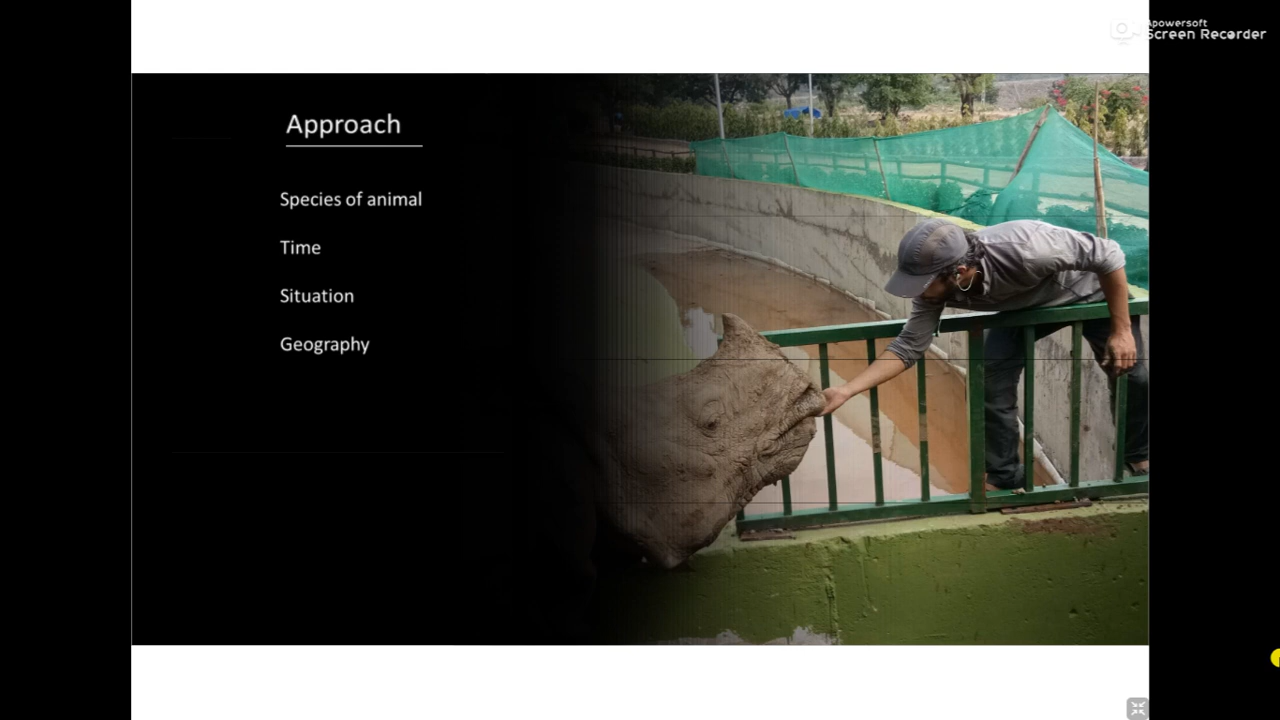 Apowersoft
Screen Recorder
Approach
Species of animal
Time
Situation
Geography